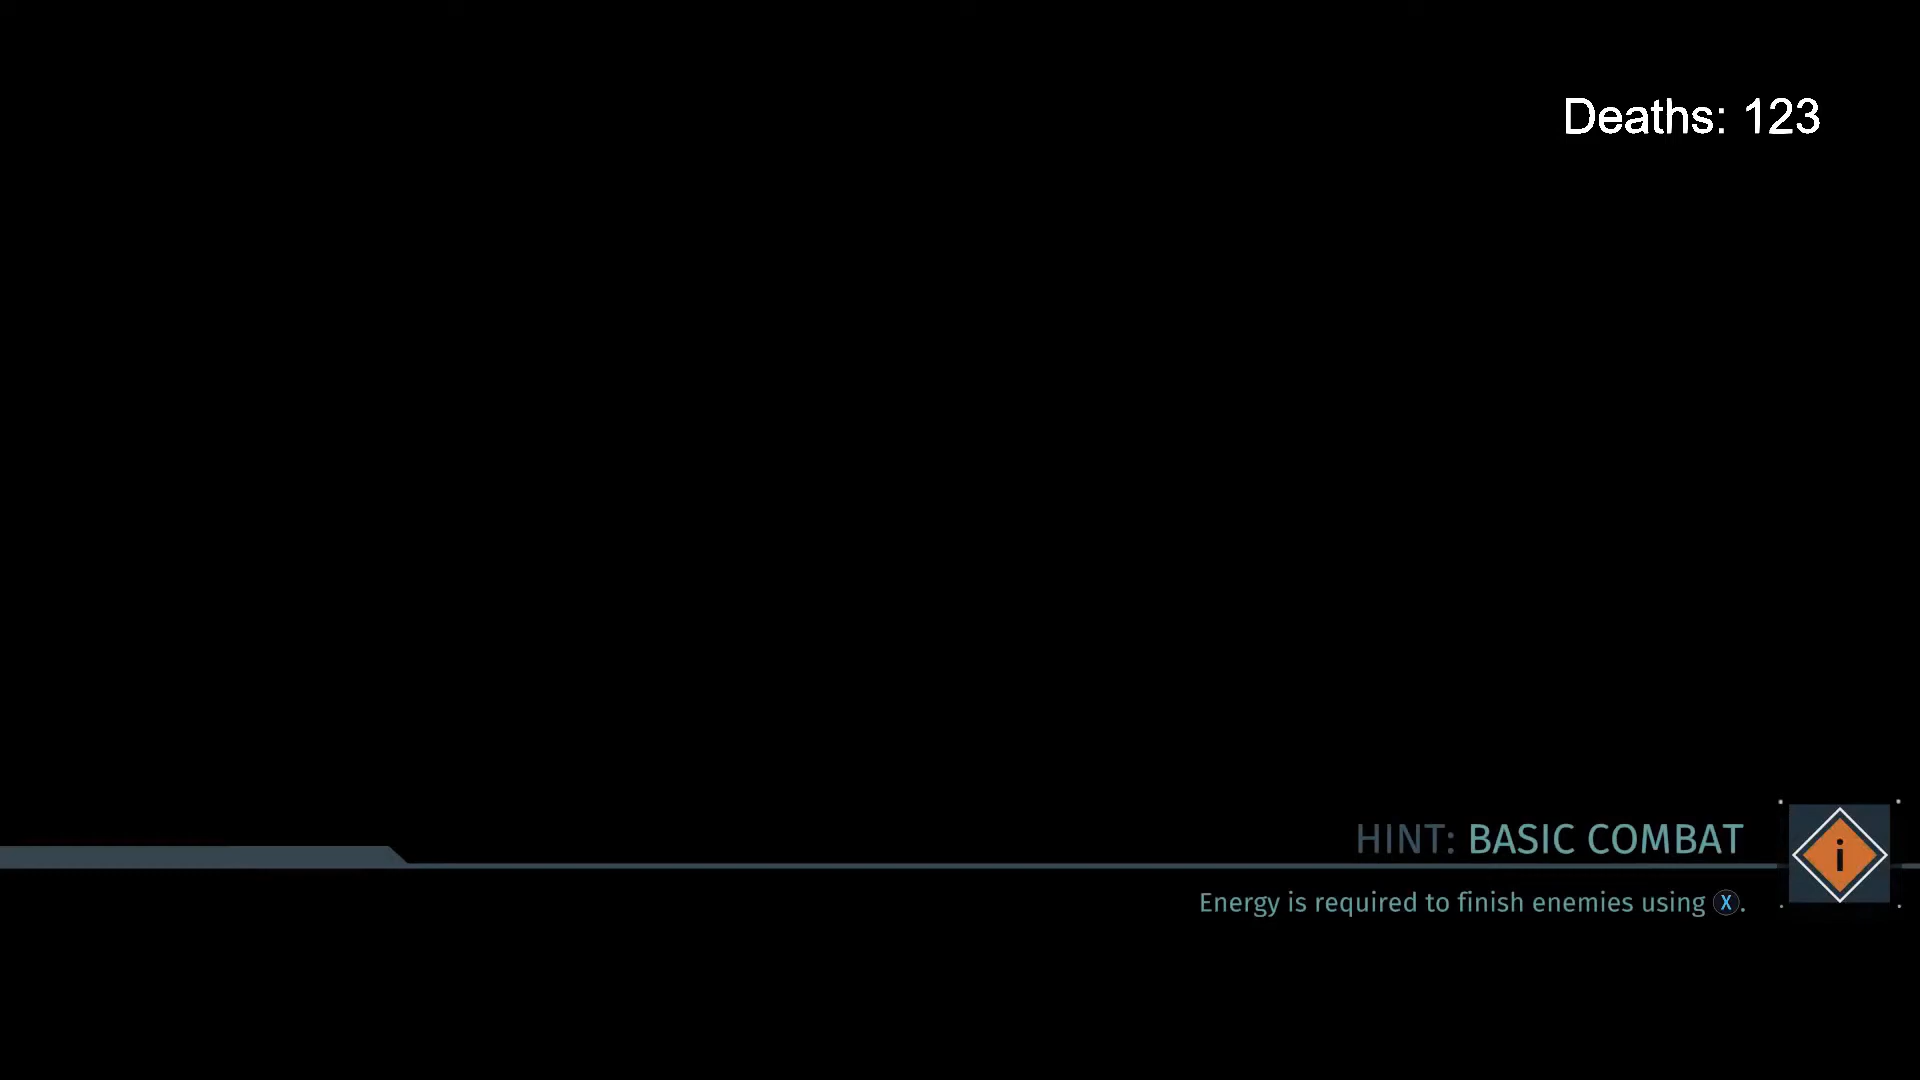 Deaths: 123
HINT: BASIC COMBAT
i
Energy is required to finish enemies using X.